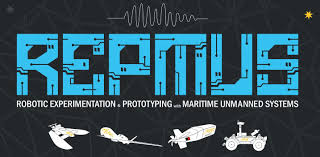 REPMUS
ROBOTIC EXPERIMENTATION & PROTOTYPING with MARITIME UNMANNED SYSTEMS